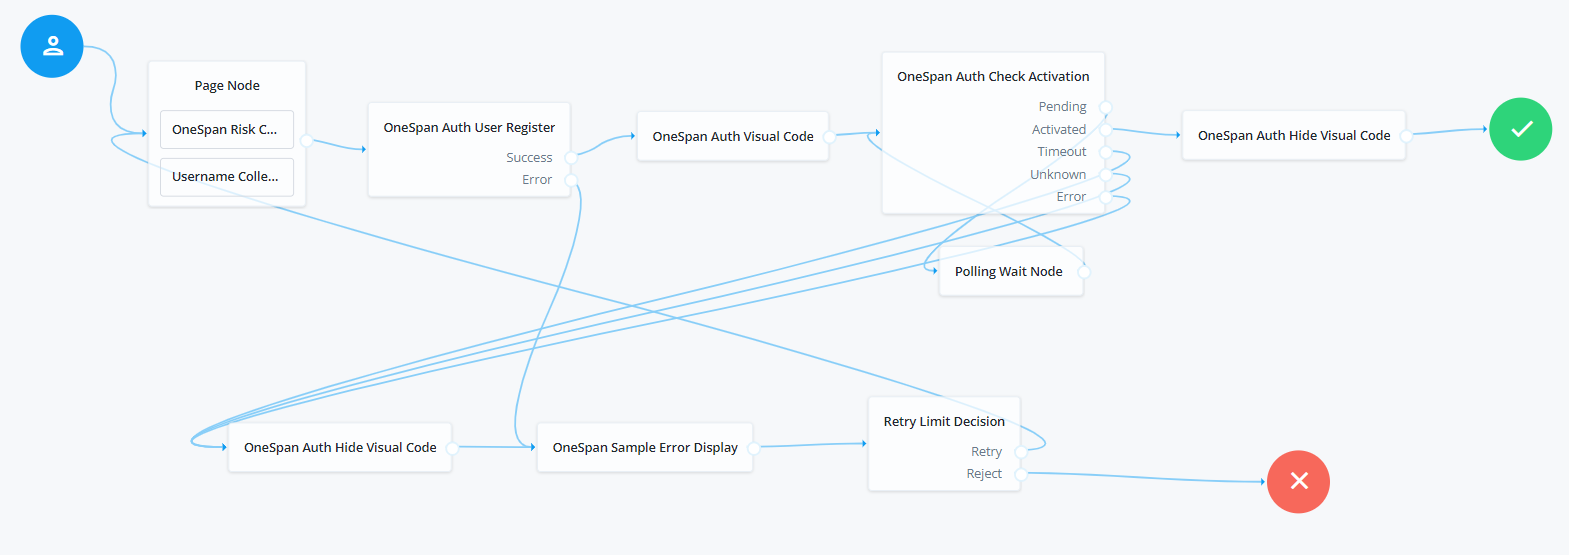 Page Node
OneSpan Risk C...
Username Colle...
OneSpan Auth User Register
Success
Error
OneSpan Auth Visual Code
OneSpan Auth Check Activation
Pending
Activated
Timeout
Unknown
Error
OneSpan Auth Hide Visual Code
Polling Wait Node
OneSpan Auth Hide Visual Code
OneSpan Sample Error Display
Retry Limit Decision
Retry
Reject